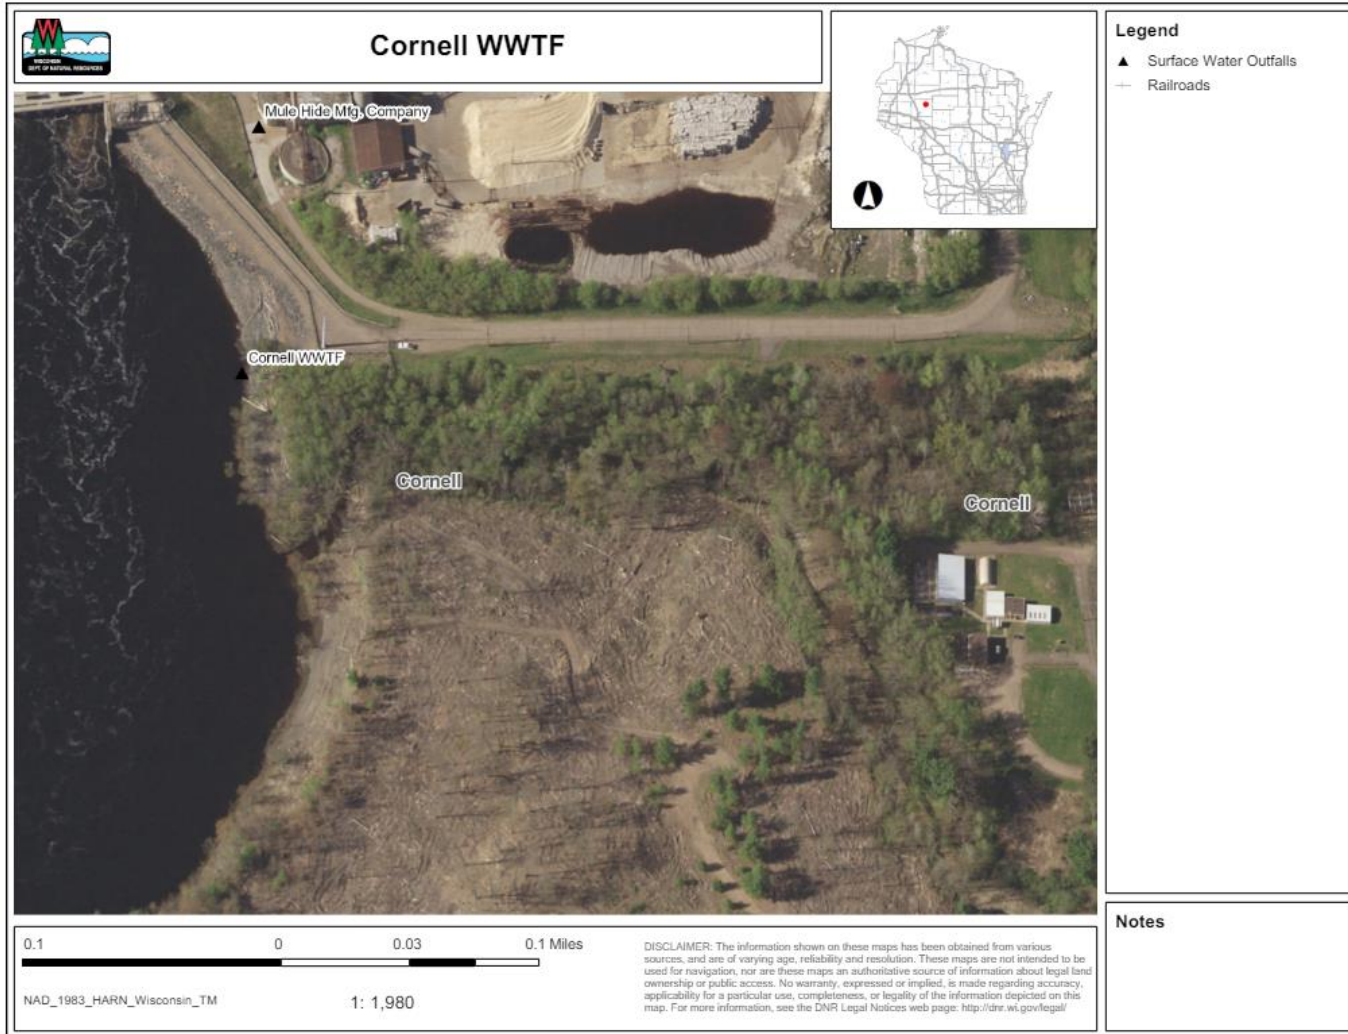 WISCONSIN
DEPT. OF NATURAL RESOURCES
Cornell WWTF
Legend
Surface Water Outfalls
Railroads
Mule Hide Mfg. Company
Cornell WWTF
Cornell
Cornell
Notes
0.1 0 0.03 0.1 Miles
NAD_1983_HARN_Wisconsin_TM
1: 1,980
DISCLAIMER: The information shown on these maps has been obtained from various
sources, and are of varying age, reliability and resolution. These maps are not intended to be
used for navigation, nor are these maps an authoritative source of information about legal land
ownership or public access. No warranty, expressed or implied, is made regarding accuracy,
applicability for a particular use, completeness, or legality of the information depicted on this
map. For more information, see the DNR Legal Notices web page: http://dnr.wi.gov/legal/